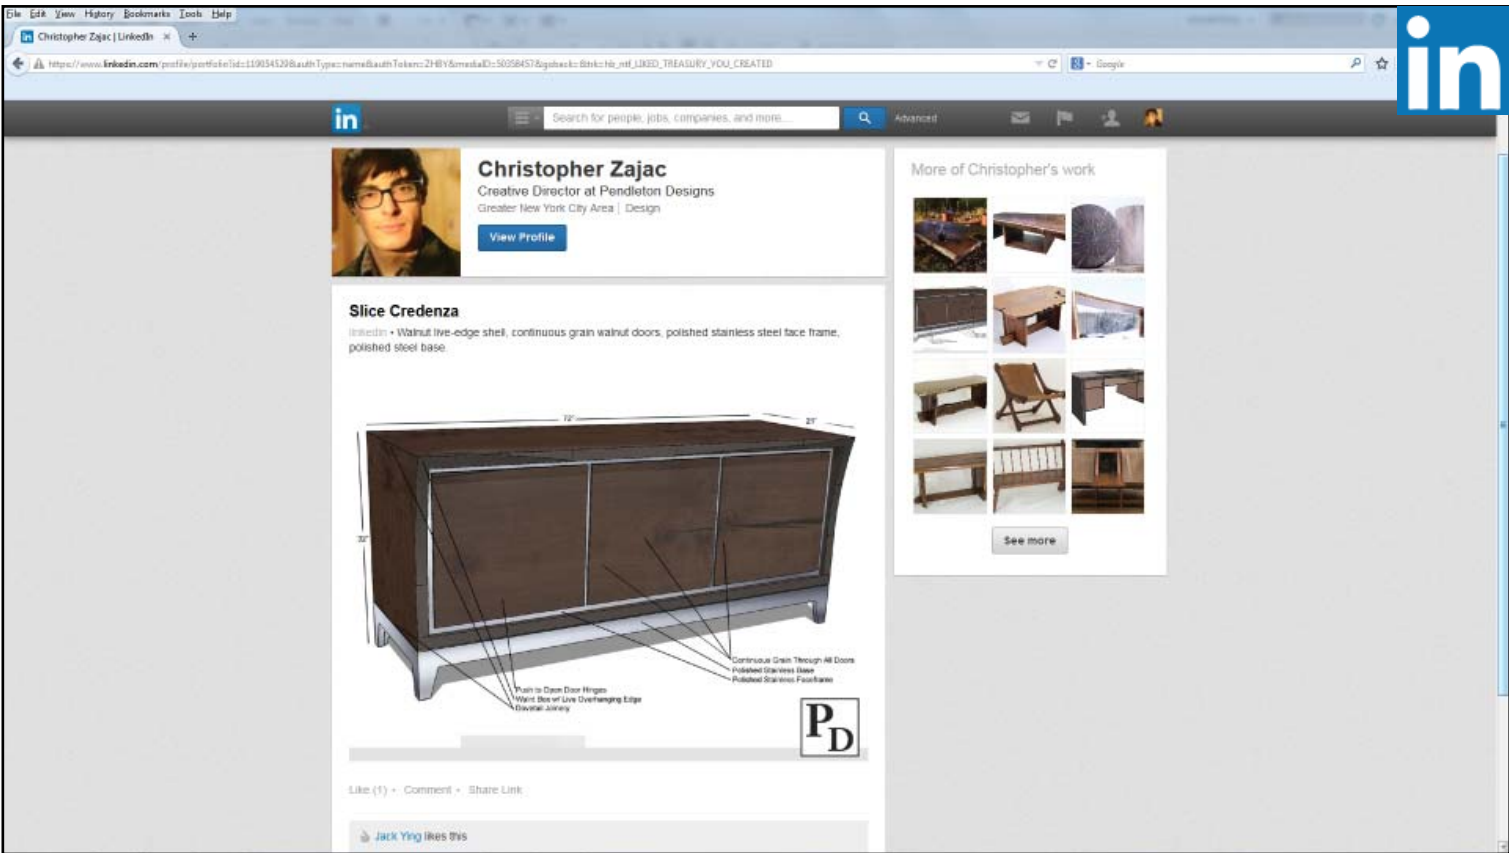 File Edit View History Bookmarks Tools Help
Christopher Zajac | LinkedIn × +
Google
in
in
Search for people, jobs, companies, and more...
Advanced
Christopher Zajac
Creative Director at Pendleton Designs
Greater New York City Area | Design
View Profile
More of Christopher's work
See more
Slice Credenza
linkedin • Walnut live-edge shell, continuous grain walnut doors, polished stainless steel face frame,
polished steel base.
72"
21"
Continuous Grain Through All Doors
Polished Stainless Base
Polished Stainless Faceframe
Push to Open Door Hinges
Live Overhanging Edge
Dovetail Joinery
PD
Like (1) • Comment • Share Link
Jack Ying likes this